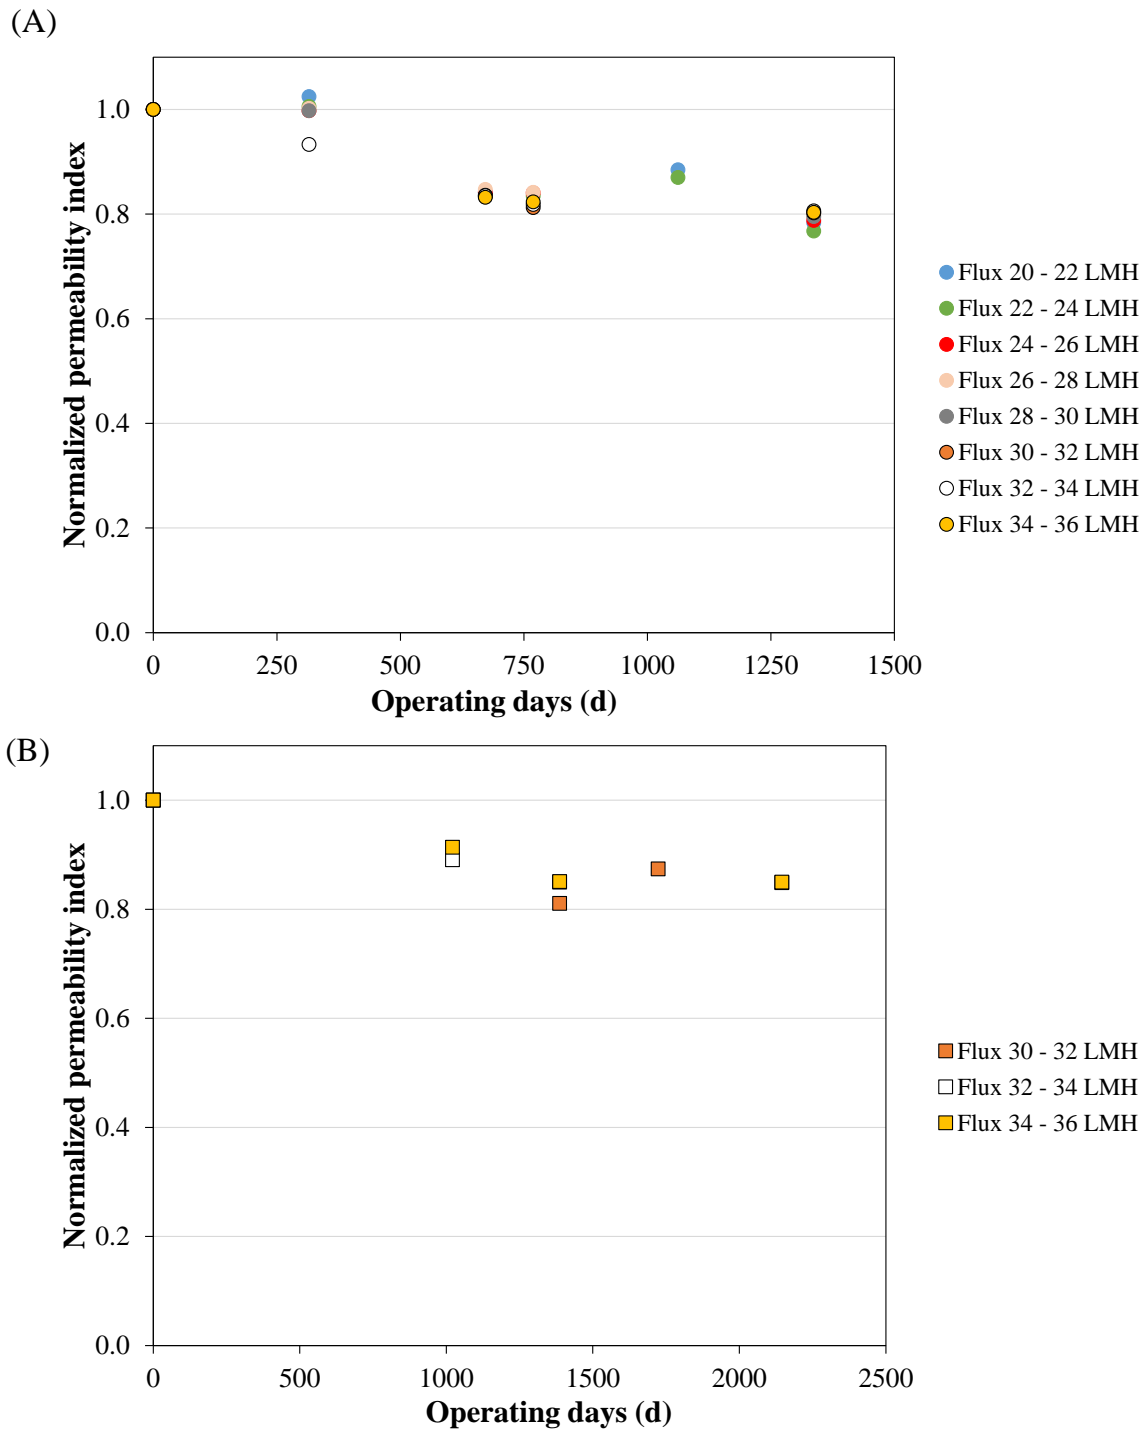 (A)
Normalized permeability index
1.0
0.8
0.6
0.4
0.2
0.0
0 250 500 750 1000 1250 1500
Operating days (d)
Flux 20 - 22 LMH
Flux 22 - 24 LMH
Flux 24 - 26 LMH
Flux 26 - 28 LMH
Flux 28 - 30 LMH
Flux 30 - 32 LMH
Flux 32 - 34 LMH
Flux 34 - 36 LMH
(B)
Normalized permeability index
1.0
0.8
0.6
0.4
0.2
0.0
0 500 1000 1500 2000 2500
Operating days (d)
Flux 30 - 32 LMH
Flux 32 - 34 LMH
Flux 34 - 36 LMH